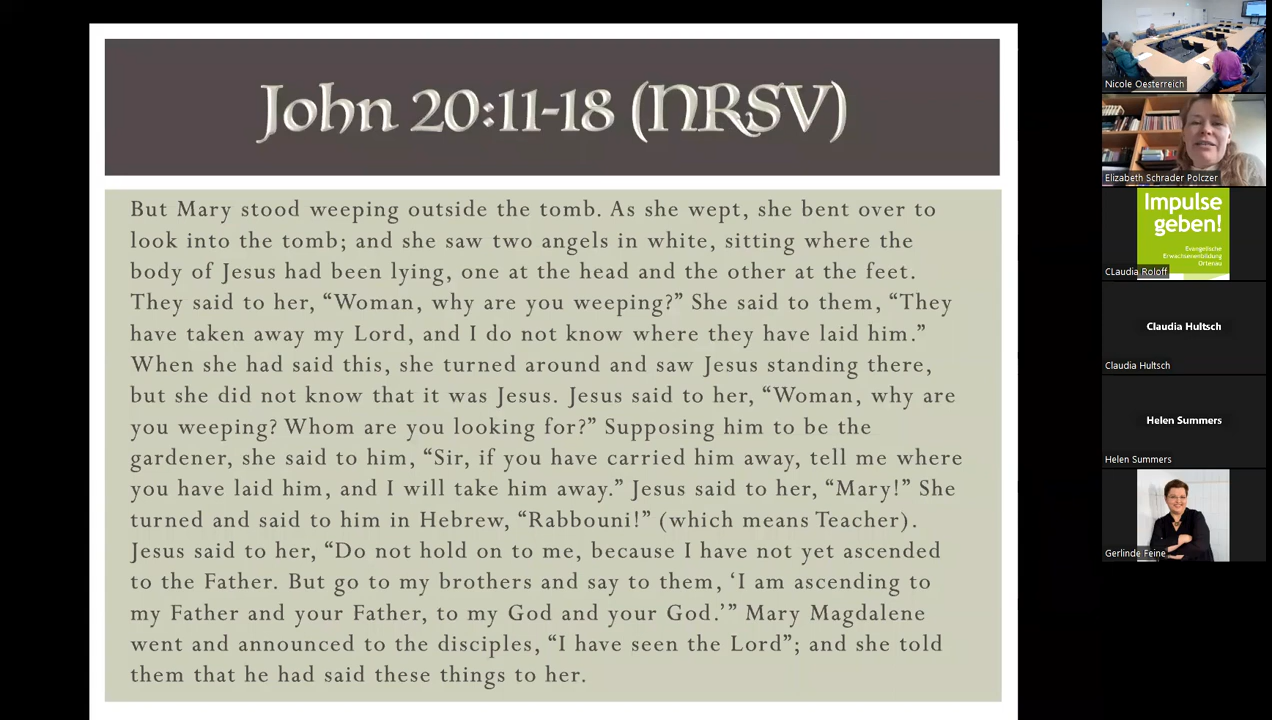 John 20:11-18 (NRSV)
But Mary stood weeping outside the tomb. As she wept, she bent over to
look into the tomb; and she saw two angels in white, sitting where the
body of Jesus had been lying, one at the head and the other at the feet.
They said to her, “Woman, why are you weeping?” She said to them, “They
have taken away my Lord, and I do not know where they have laid him.”
When she had said this, she turned around and saw Jesus standing there,
but she did not know that it was Jesus. Jesus said to her, “Woman, why are
you weeping? Whom are you looking for?” Supposing him to be the
gardener, she said to him, “Sir, if you have carried him away, tell me where
you have laid him, and I will take him away.” Jesus said to her, “Mary!” She
turned and said to him in Hebrew, “Rabbouni!” (which means Teacher).
Jesus said to her, “Do not hold on to me, because I have not yet ascended
to the Father. But go to my brothers and say to them, ‘I am ascending to
my Father and your Father, to my God and your God.’” Mary Magdalene
went and announced to the disciples, “I have seen the Lord”; and she told
them that he had said these things to her.
Nicole Oesterreich
Elizabeth Schrader Polczer
Impulse
geben!
Evangelische
Erwachsenenbildung
Ortenau
CLaudia Roloff
Claudia Hultsch
Claudia Hultsch
Helen Summers
Helen Summers
Gerlinde Feine